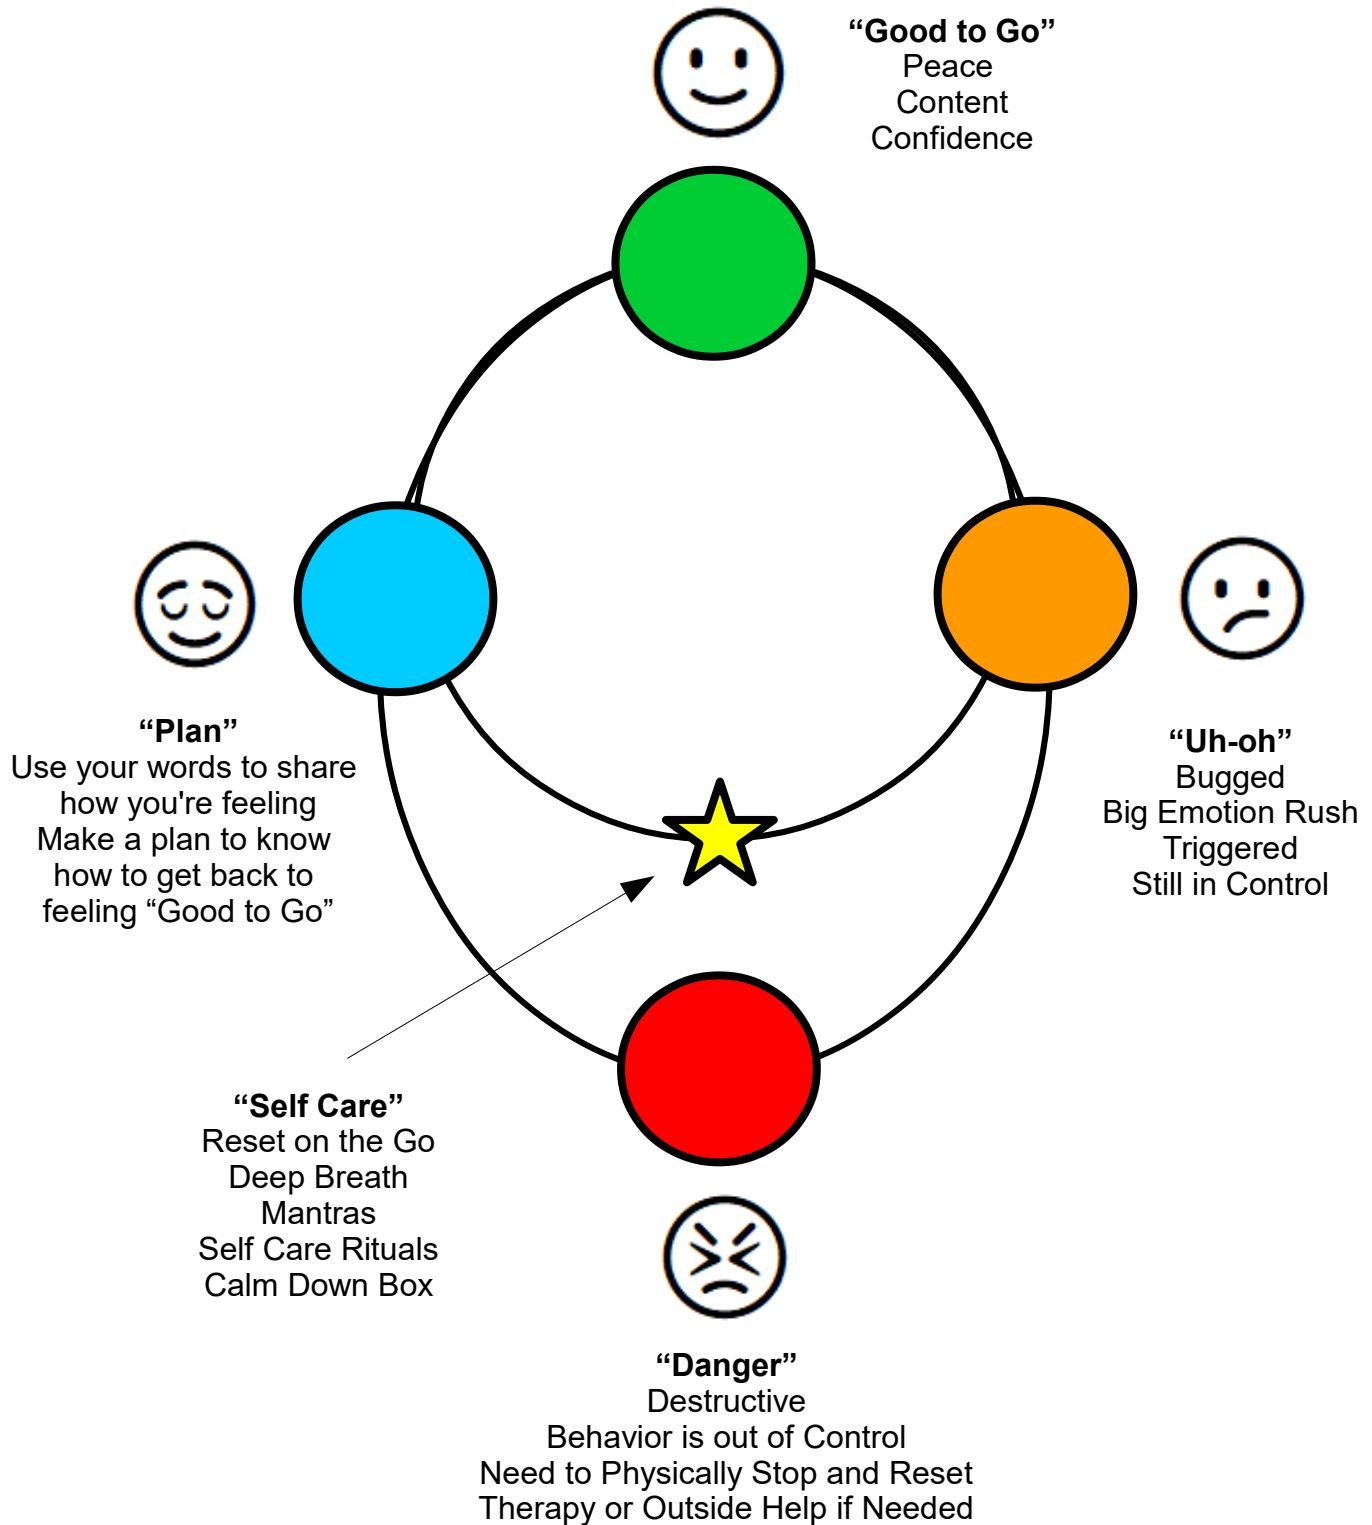 “Good to Go”
Peace
Content
Confidence
“Plan”
Use your words to share
how you're feeling
Make a plan to know
how to get back to
feeling “Good to Go”
“Uh-oh”
Bugged
Big Emotion Rush
Triggered
Still in Control
“Self Care”
Reset on the Go
Deep Breath
Mantras
Self Care Rituals
Calm Down Box
“Danger”
Destructive
Behavior is out of Control
Need to Physically Stop and Reset
Therapy or Outside Help if Needed